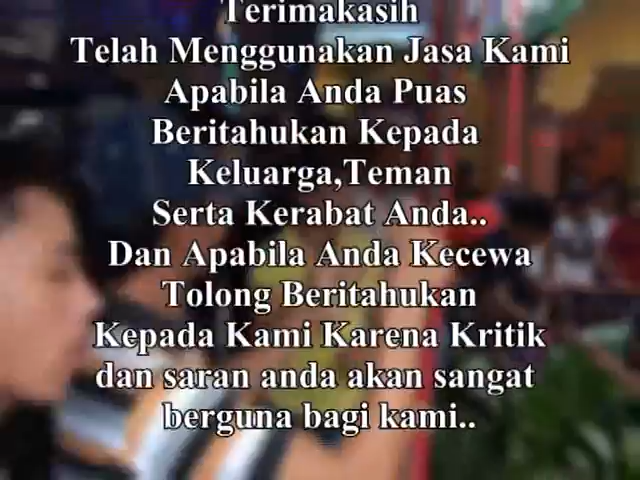 Terimakasih
Telah Menggunakan Jasa Kami
Apabila Anda Puas
Beritahukan Kepada
Keluarga,Teman
Serta Kerabat Anda..
Dan Apabila Anda Kecewa
Tolong Beritahukan
Kepada Kami Karena Kritik
dan saran anda akan sangat
berguna bagi kami..